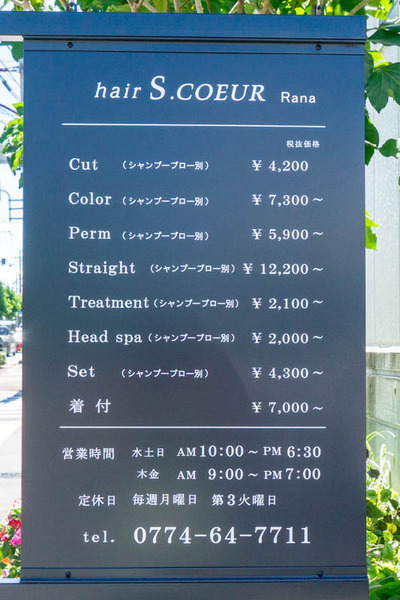 hair S.COEUR Rana
税抜価格
Cut (シャンプーブロー別) ¥ 4,200
Color (シャンプーブロー別) ¥ 7,300~
Perm (シャンプーブロー別) ¥ 5,900~
Straight (シャンプーブロー別) ¥ 12,200~
Treatment (シャンプーブロー別) ¥ 2,100~
Head spa (シャンプーブロー別) ¥ 2,000~
Set (シャンプーブロー別) ¥ 4,300~
着付 ¥ 7,000~
営業時間 水土日 AM 10:00~PM 6:30
木金 AM 9:00~PM 7:00
定休日 毎週月曜日 第3火曜日
tel. 0774-64-7711